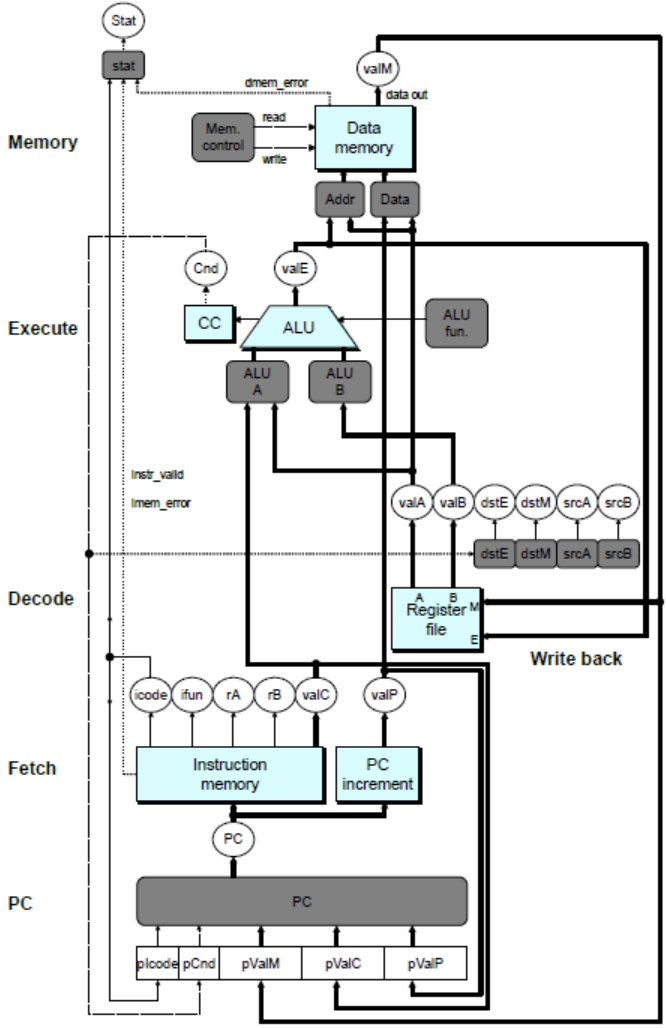 Stat
stat
valM
dmem_error
data out
Mem.
control
read
write
Data
memory
Memory
Addr
Data
Cnd
valE
CC
ALU
ALU
fun.
Execute
ALU
A
ALU
B
Instr_valid
Imem_error
valA
valB
dstE
dstM
srcA
srcB
dstE
dstM
srcA
srcB
Decode
A
B
Register
file
M
E
Write back
icode
ifun
rA
rB
valC
valP
Fetch
Instruction
memory
PC
increment
PC
PC
PC
pIcode
pCnd
pValM
pValC
pValP